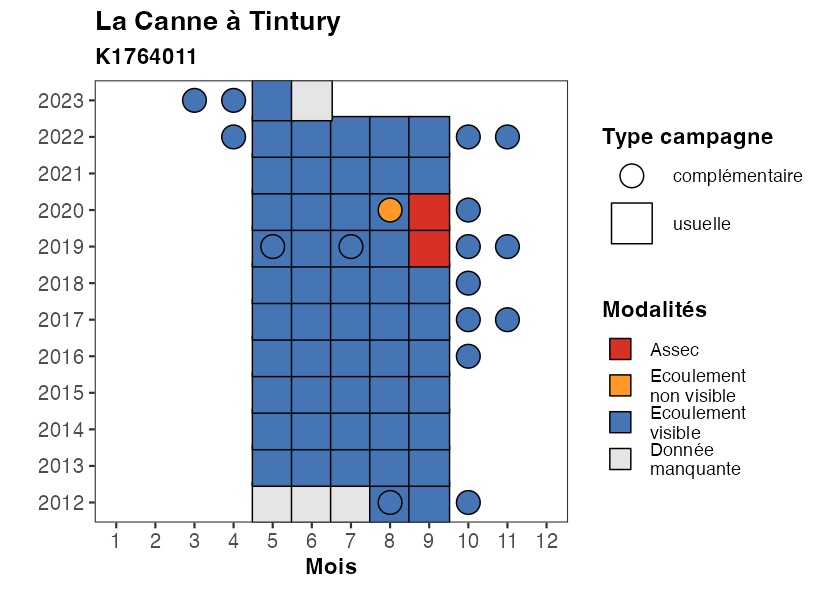 La Canne à Tintury
K1764011
2023
2022
2021
2020
2019
2018
2017
2016
2015
2014
2013
2012
1 2 3 4 5 6 7 8 9 10 11 12
Mois
Type campagne
complémentaire
usuelle
Modalités
Assec
Ecoulement
non visible
Ecoulement
visible
Donnée
manquante